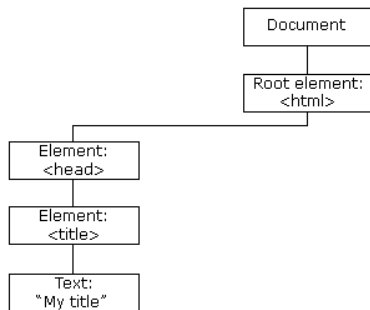 Document
Root element:
<html>
Element:
<head>
Element:
<title>
Text:
"My title"